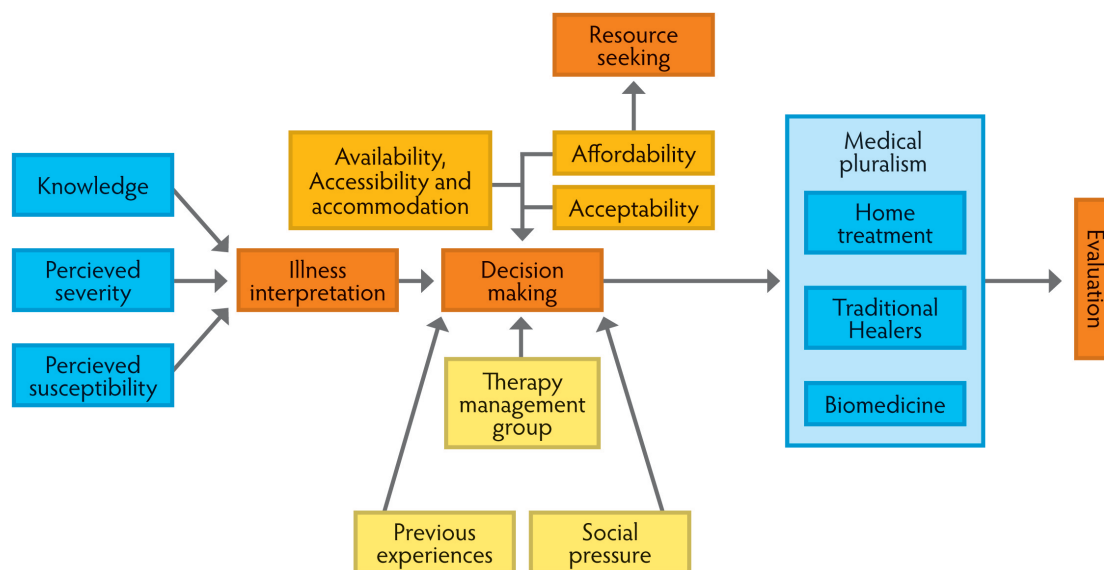 Resource
seeking
Availability,
Accessibility and
accommodation
Affordability
Acceptability
Knowledge
Percieved
severity
Percieved
susceptibility
Illness
interpretation
Decision
making
Therapy
management
group
Previous
experiences
Social
pressure
Medical
pluralism
Home
treatment
Traditional
Healers
Biomedicine
Evaluation